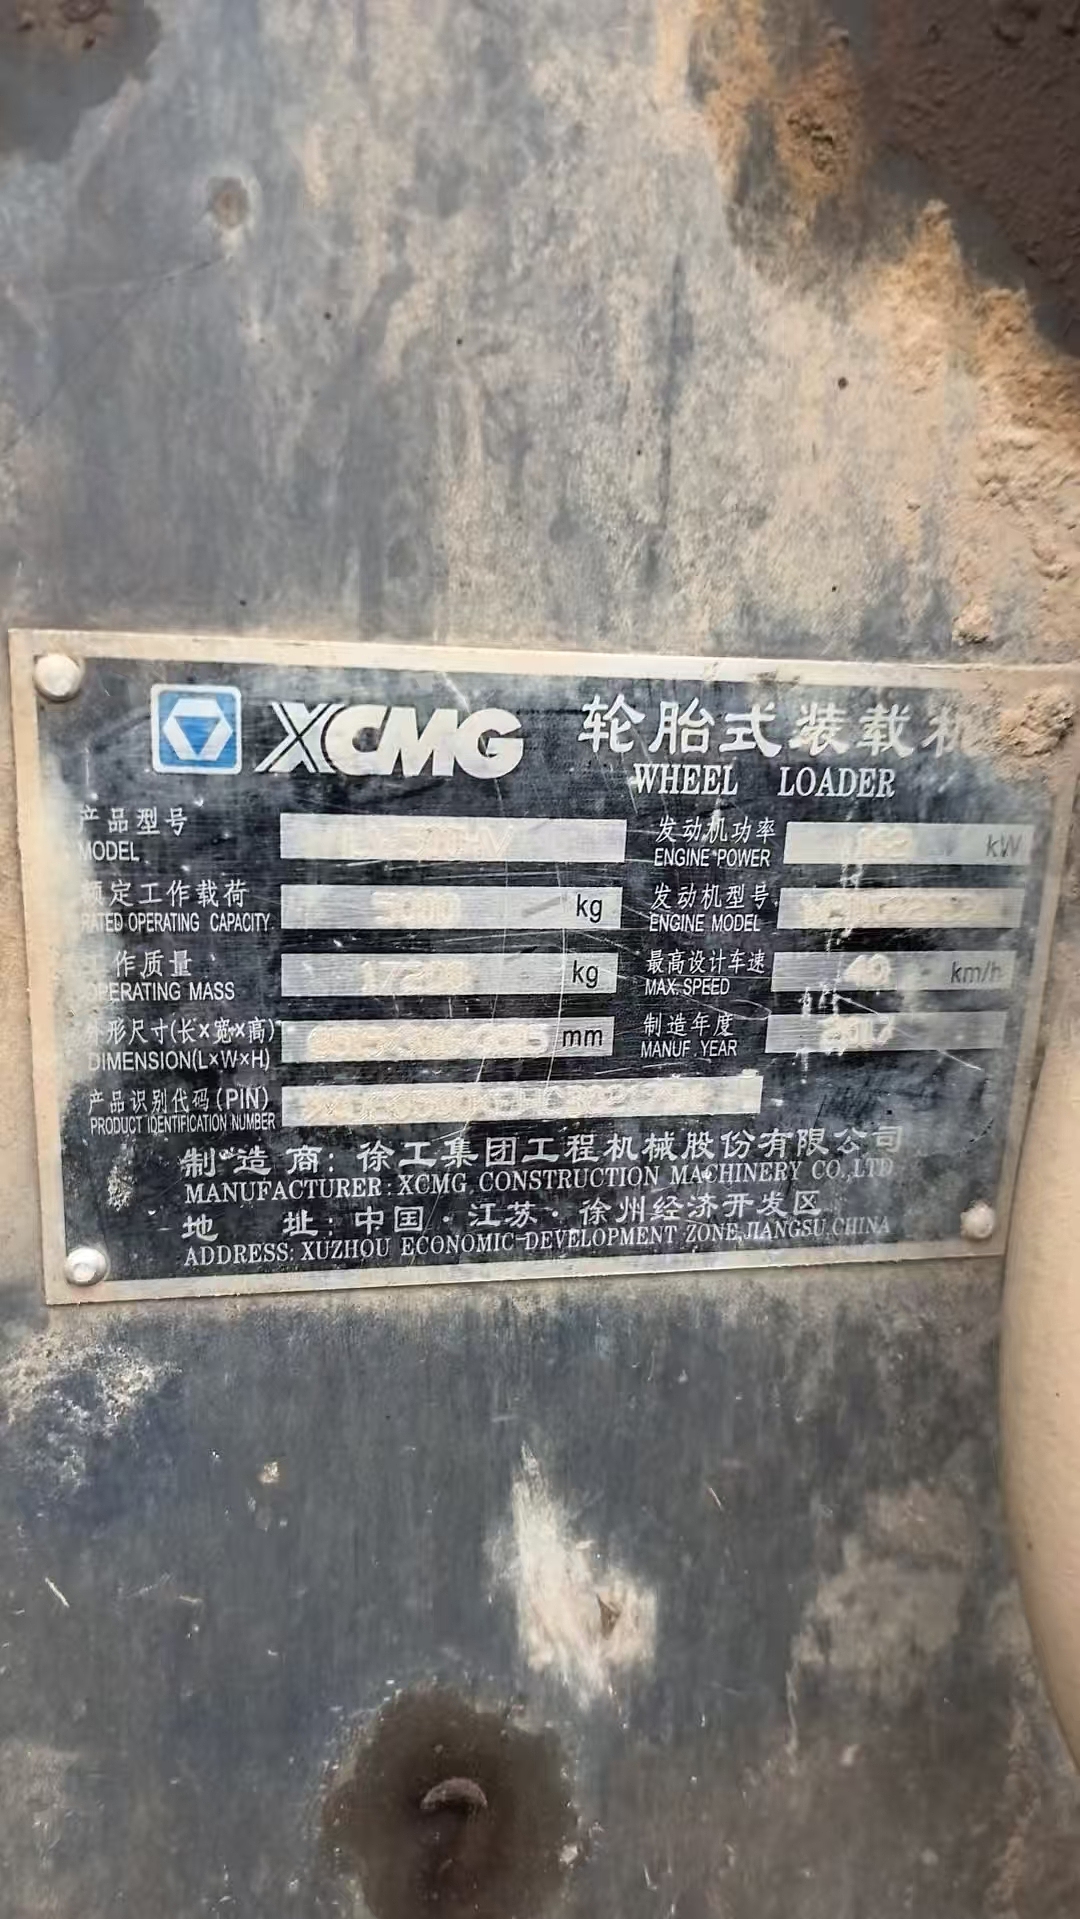 XCMG 轮胎式装载机
WHEEL LOADER
产品型号
MODEL
发动机功率 kW
ENGINE POWER
额定工作载荷 kg
RATED OPERATING CAPACITY
发动机型号
ENGINE MODEL
工作质量 kg
OPERATING MASS
最高设计车速 km/h
MAX. SPEED
外形尺寸(长×宽×高) mm
DIMENSION(L×W×H)
制造年度 2017
MANUF. YEAR
产品识别代码(PIN)
PRODUCT IDENTIFICATION NUMBER
制造商:徐工集团工程机械股份有限公司
MANUFACTURER: XCMG CONSTRUCTION MACHINERY CO.,LTD
地址:中国·江苏·徐州经济开发区
ADDRESS: XUZHOU ECONOMIC DEVELOPMENT ZONE,JIANGSU,CHINA